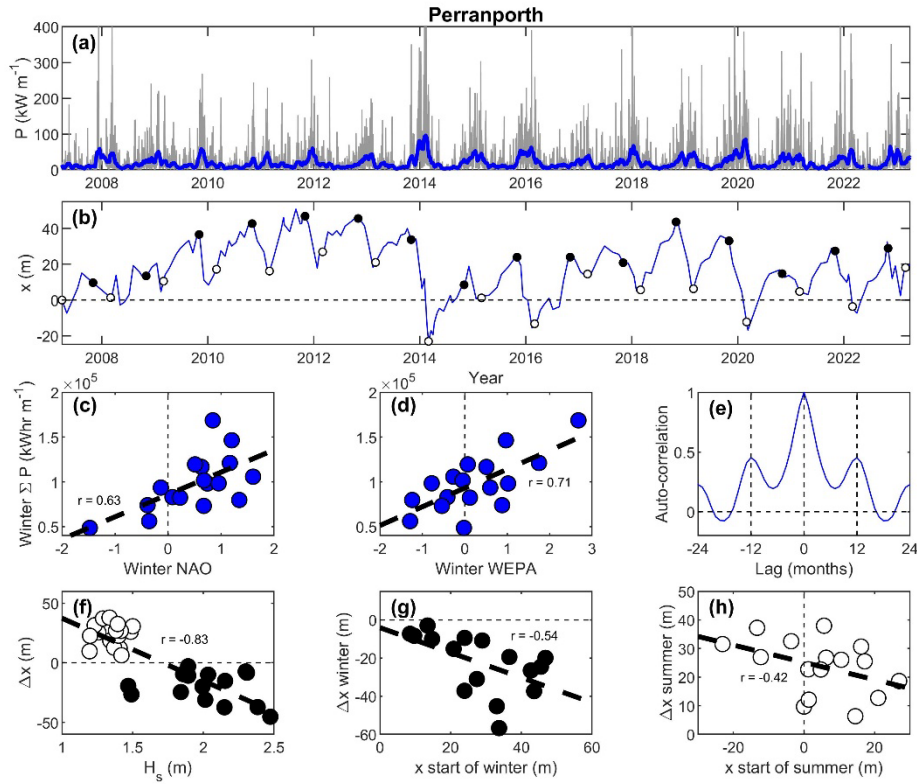 Perranporth
(a)
P (kW m⁻¹)
400
300
200
100
0
2008 2010 2012 2014 2016 2018 2020 2022
(b)
x (m)
40
20
0
-20
2008 2010 2012 2014 2016 2018 2020 2022
Year
(c)
× 10⁵
Winter Σ P (kWhr m⁻¹)
2
1.5
1
0.5
r = 0.63
-2 -1 0 1 2
Winter NAO
(d)
× 10⁵
2
1.5
1
0.5
r = 0.71
-2 -1 0 1 2 3
Winter WEPA
(e)
Auto-correlation
1
0.5
0
-24 -12 0 12 24
Lag (months)
(f)
Δx (m)
50
0
-50
r = -0.83
1 1.5 2 2.5
Hₛ (m)
(g)
Δx winter (m)
0
-20
-40
-60
r = -0.54
0 20 40 60
x start of winter (m)
(h)
Δx summer (m)
50
40
30
20
10
0
r = -0.42
-20 0 20
x start of summer (m)